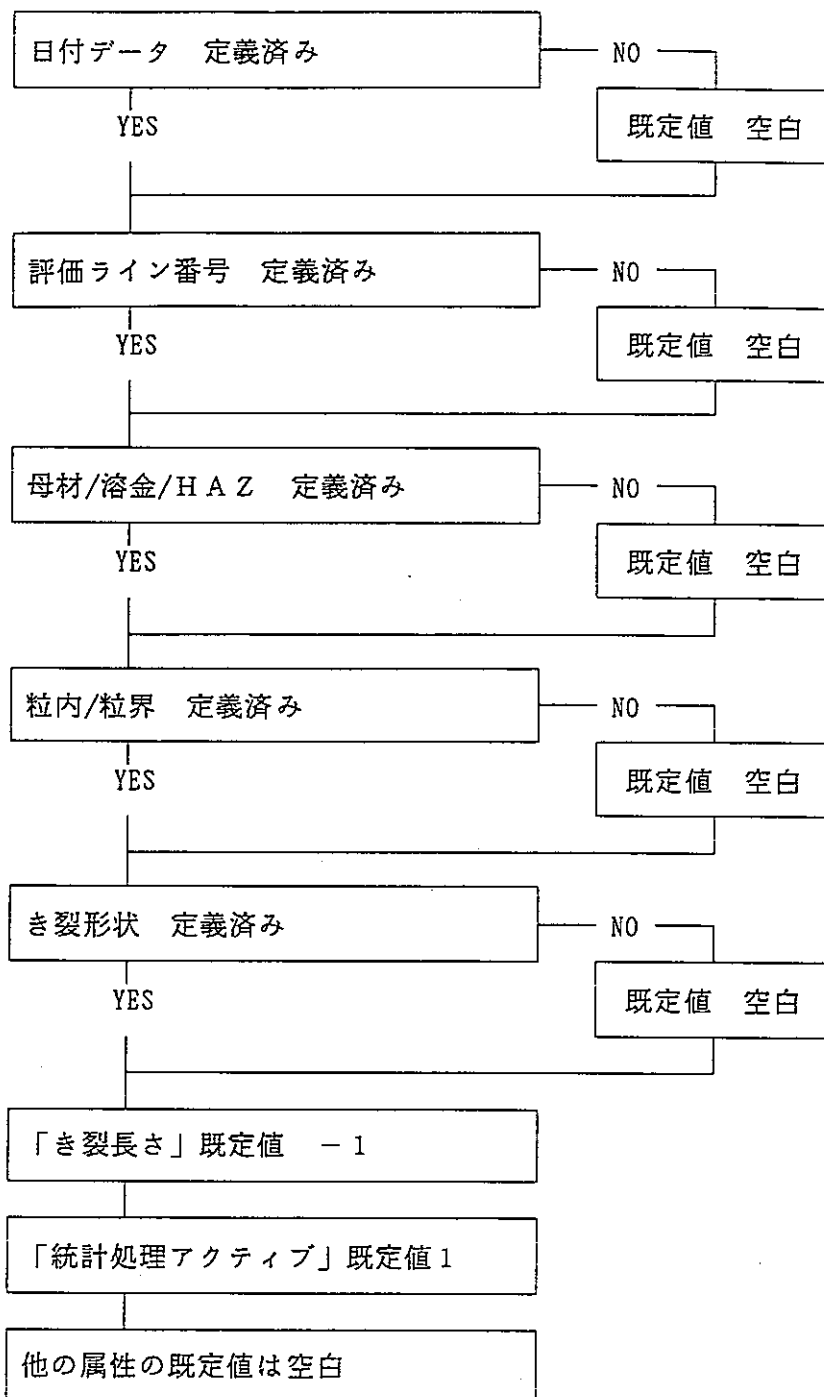 日付データ　定義済み
NO
YES
既定値　空白
評価ライン番号　定義済み
NO
YES
既定値　空白
母材/溶金/ＨＡＺ　定義済み
NO
YES
既定値　空白
粒内/粒界　定義済み
NO
YES
既定値　空白
き裂形状　定義済み
NO
YES
既定値　空白
「き裂長さ」既定値　－１
「統計処理アクティブ」既定値１
他の属性の既定値は空白